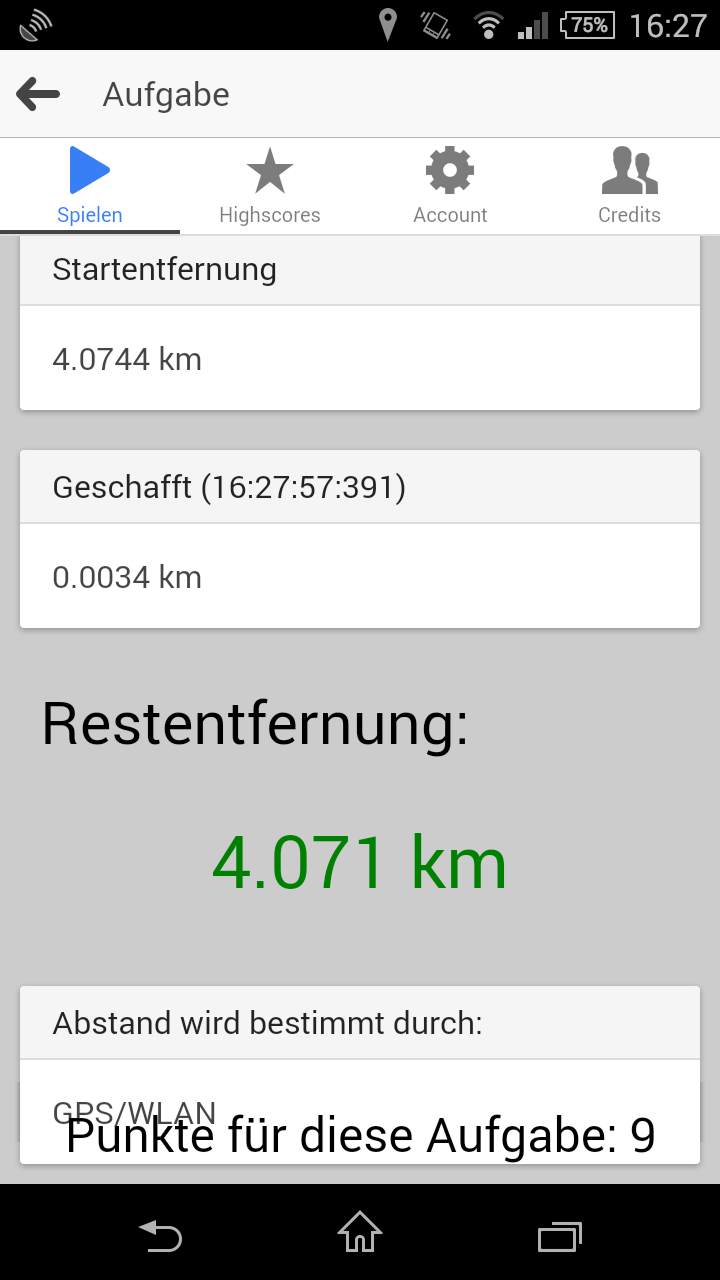 75% 16:27
Aufgabe
Spielen Highscores Account Credits
Startentfernung
4.0744 km
Geschafft (16:27:57:391)
0.0034 km
Restentfernung:
4.071 km
Abstand wird bestimmt durch:
GPS/WLAN
Punkte für diese Aufgabe: 9